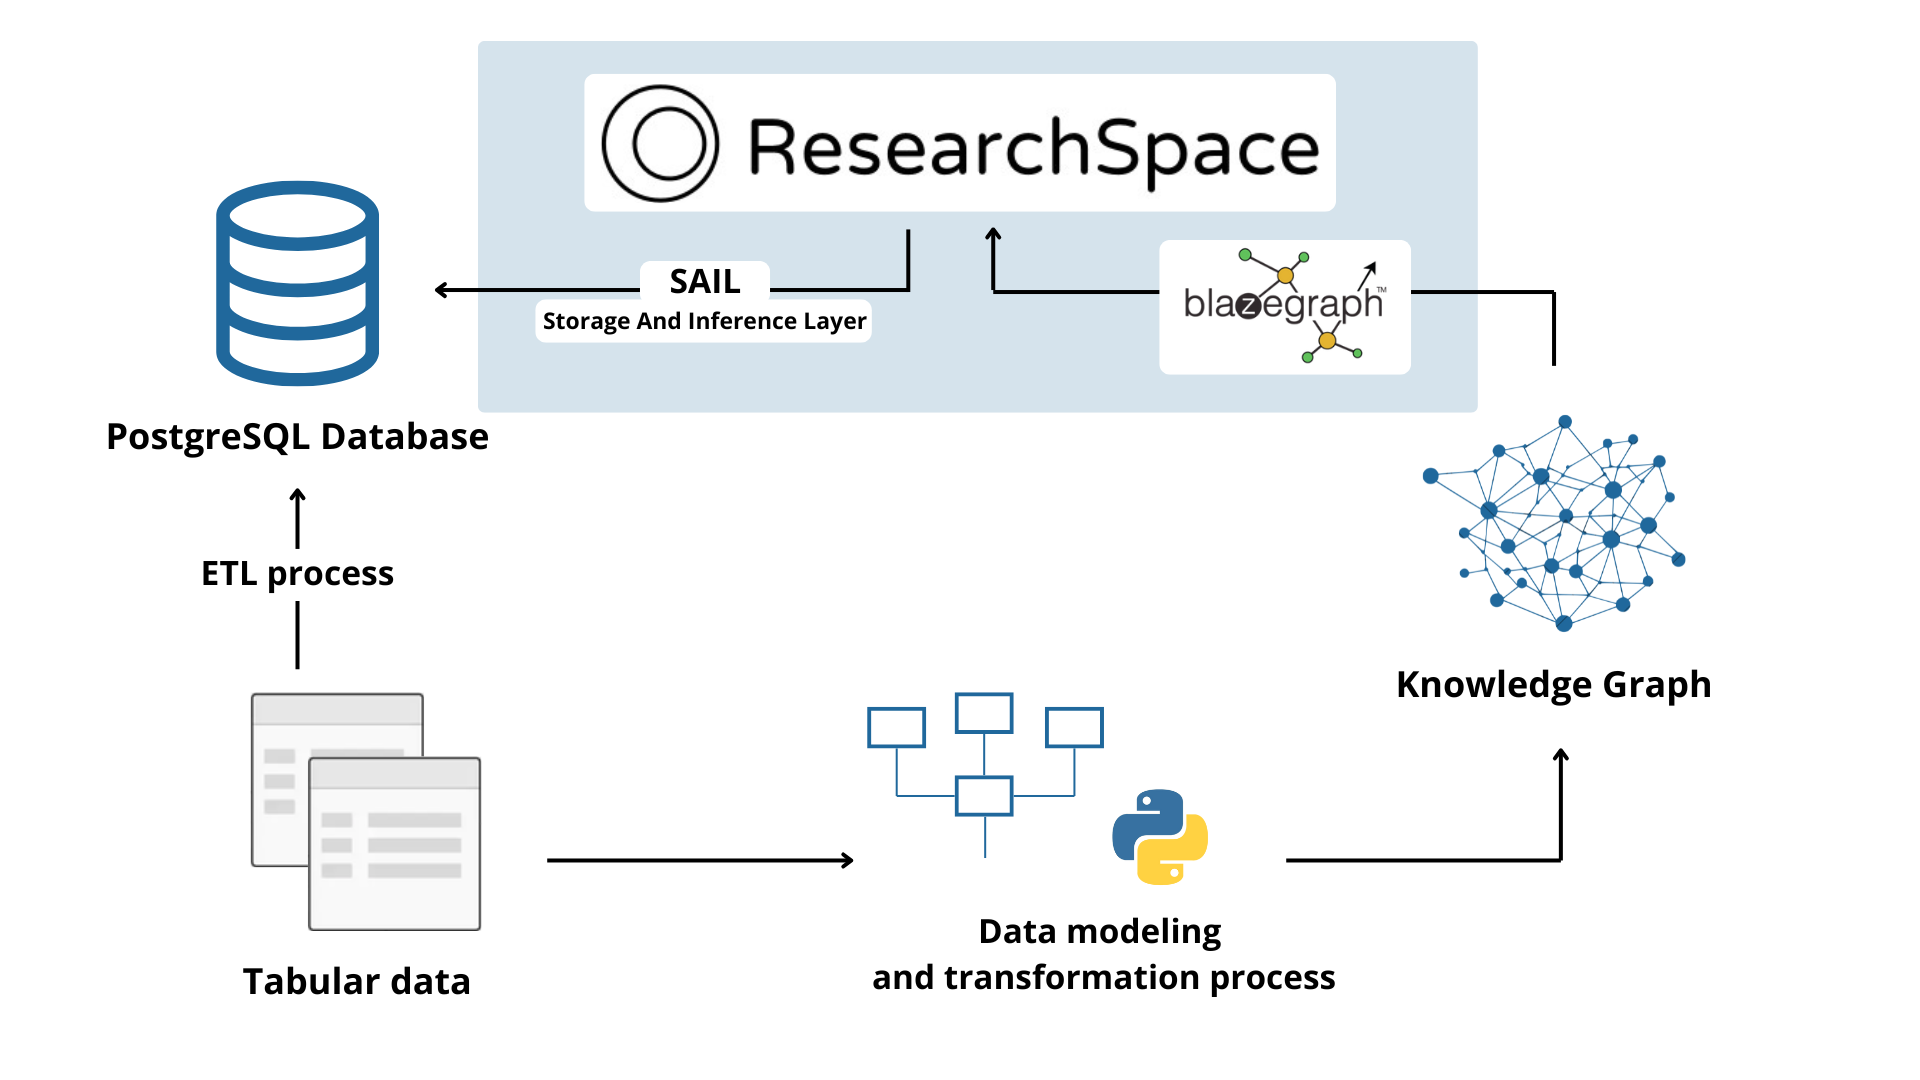 ResearchSpace
SAIL
Storage And Inference Layer
blazegraph™
PostgreSQL Database
ETL process
Knowledge Graph
Tabular data
Data modeling
and transformation process